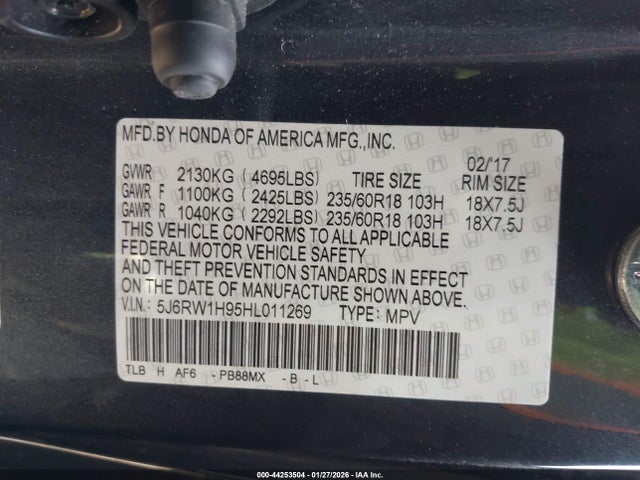 MFD.BY HONDA OF AMERICA MFG.,INC.
02/'17
GVWR 2130KG ( 4695LBS) TIRE SIZE RIM SIZE
GAWR F 1100KG ( 2425LBS) 235/60R18 103H 18X7.5J
GAWR R 1040KG ( 2292LBS) 235/60R18 103H 18X7.5J
THIS VEHICLE CONFORMS TO ALL APPLICABLE
FEDERAL MOTOR VEHICLE SAFETY
AND THEFT PREVENTION STANDARDS IN EFFECT
ON THE DATE OF MANUFACTURE SHOWN ABOVE.
V.I.N.: 5J6RW1H95HL011269 TYPE: MPV
TLB H AF6 - PB88MX - B - L
000-44253504 | 01/27/2026 - IAA Inc.